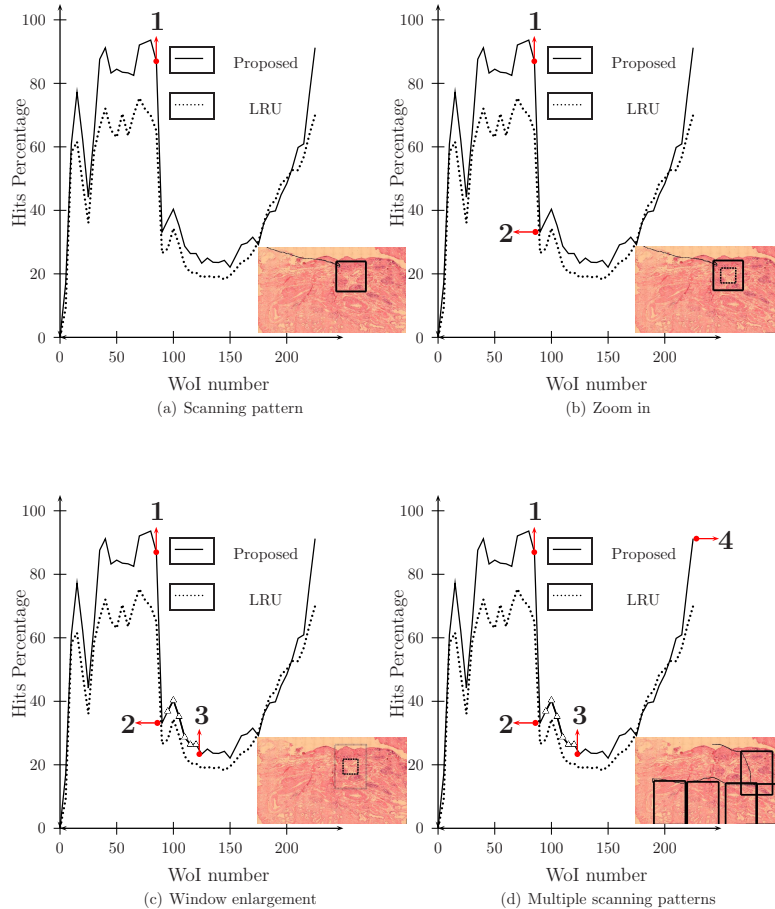 100
80
60
40
20
0
Hits Percentage
1
Proposed
LRU
0 50 100 150 200
WoI number
(a) Scanning pattern
100
80
60
40
20
0
Hits Percentage
1
2
Proposed
LRU
0 50 100 150 200
WoI number
(b) Zoom in
100
80
60
40
20
0
Hits Percentage
1
2
3
Proposed
LRU
0 50 100 150 200
WoI number
(c) Window enlargement
100
80
60
40
20
0
Hits Percentage
1
4
2
3
Proposed
LRU
0 50 100 150 200
WoI number
(d) Multiple scanning patterns